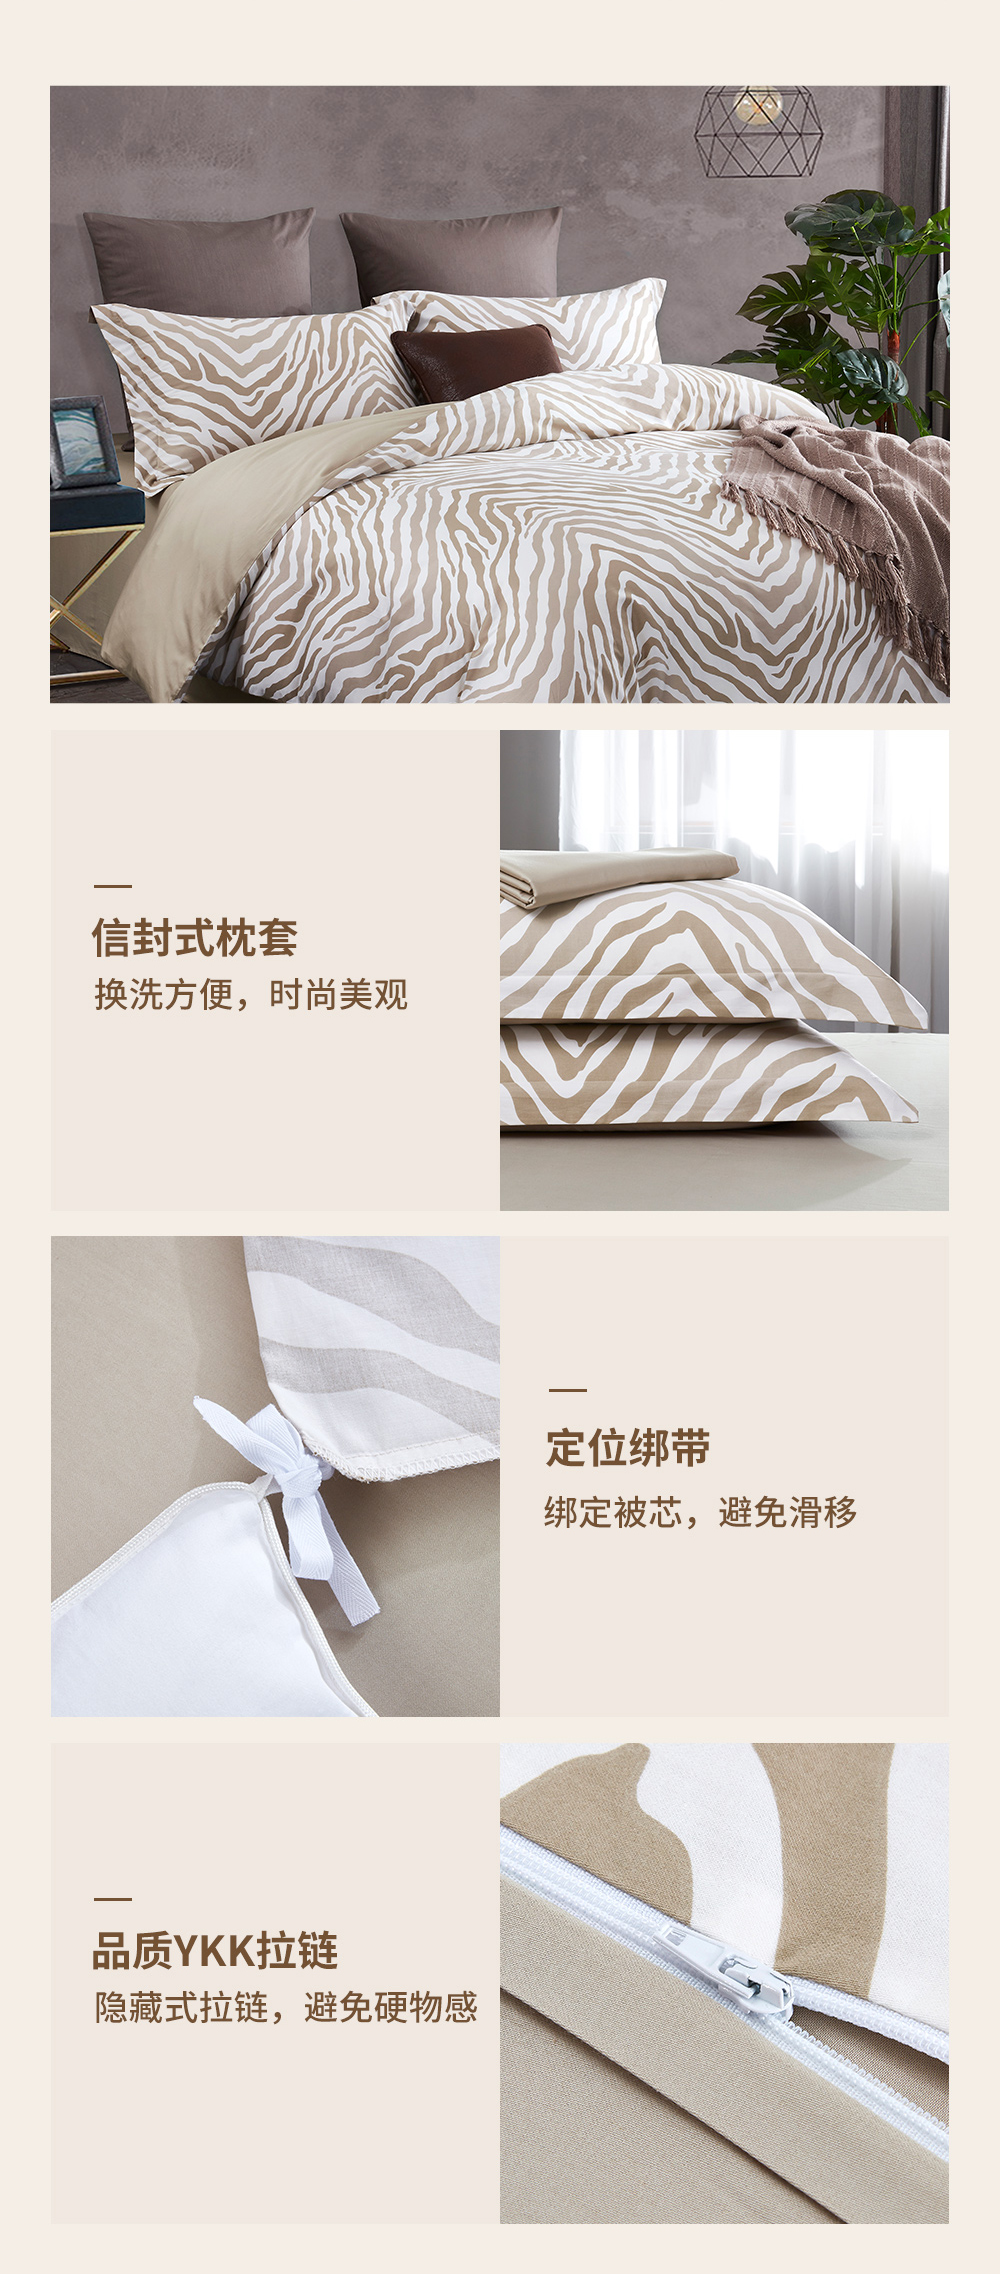 信封式枕套
换洗方便，时尚美观
定位绑带
绑定被芯，避免滑移
品质YKK拉链
隐藏式拉链，避免硬物感